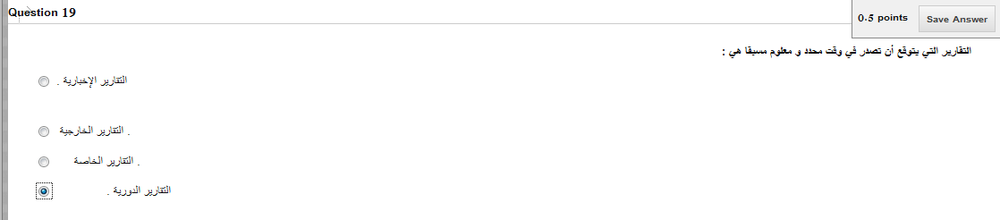 Question 19
0.5 points
Save Answer
التقارير التي يتوقع أن تصدر في وقت محدد و معلوم مسبقا هي :
التقارير الإخبارية .
. التقارير الخارجية
. التقارير الخاصة
التقارير الدورية .